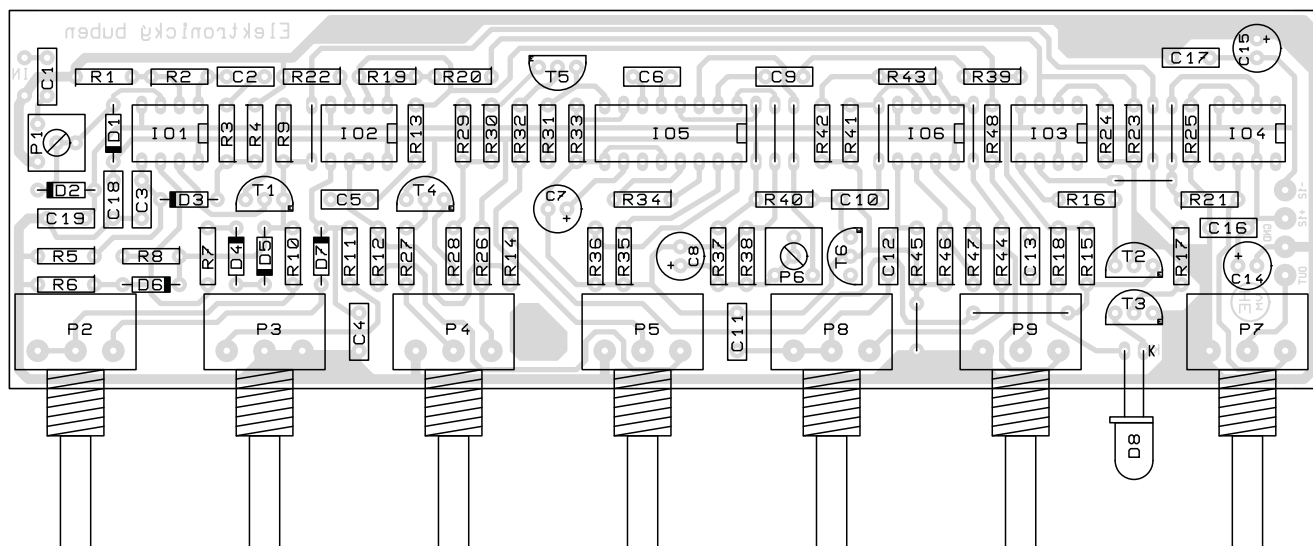 Elektronicky buben
C15
C17
IN
C1
R1
R2
C2
R22
R19
R20
T5
C6
C9
R43
R39
P1
D1
IO1
R3
R4
R9
IO2
R13
R29
R30
R32
R31
R33
IO5
R42
R41
IO6
R48
IO3
R24
R23
R25
IO4
D2
C18
C3
D3
T1
C5
T4
C7
R34
R40
C10
R16
R21
C19
C16
GND
R5
R8
R7
D4
D5
R10
D7
R11
R12
R27
R28
R26
R14
R36
R35
C8
R37
R38
P6
T6
C12
R45
R46
R47
R44
C13
R18
R15
T2
R17
C14
OUT
R6
D6
T3
P2
P3
C4
P4
P5
C11
P8
P9
K
P7
D8